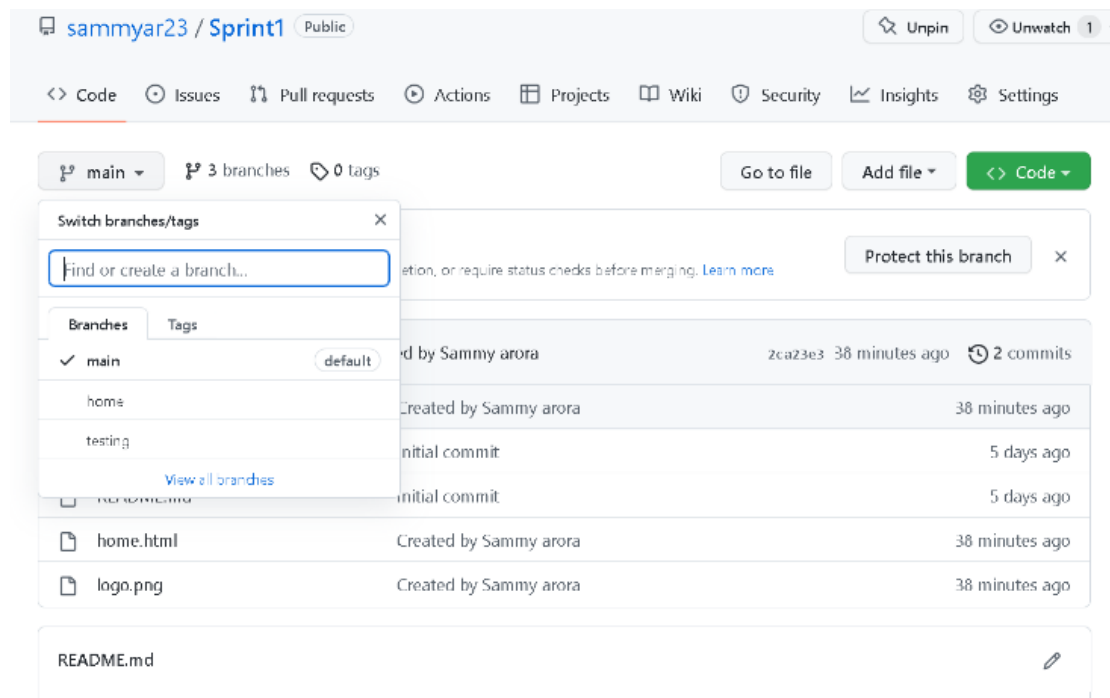 sammyar23 / Sprint1 Public
Unpin
Unwatch 1
Code
Issues
Pull requests
Actions
Projects
Wiki
Security
Insights
Settings
main
3 branches
0 tags
Go to file
Add file
Code
Switch branches/tags
Find or create a branch...
Branches
Tags
main default
home
testing
View all branches
etion, or require status checks before merging. Learn more
Protect this branch
ed by Sammy arora
2ca23e3 38 minutes ago 2 commits
Created by Sammy arora 38 minutes ago
nitial commit 5 days ago
README.md nitial commit 5 days ago
home.html Created by Sammy arora 38 minutes ago
logo.png Created by Sammy arora 38 minutes ago
README.md